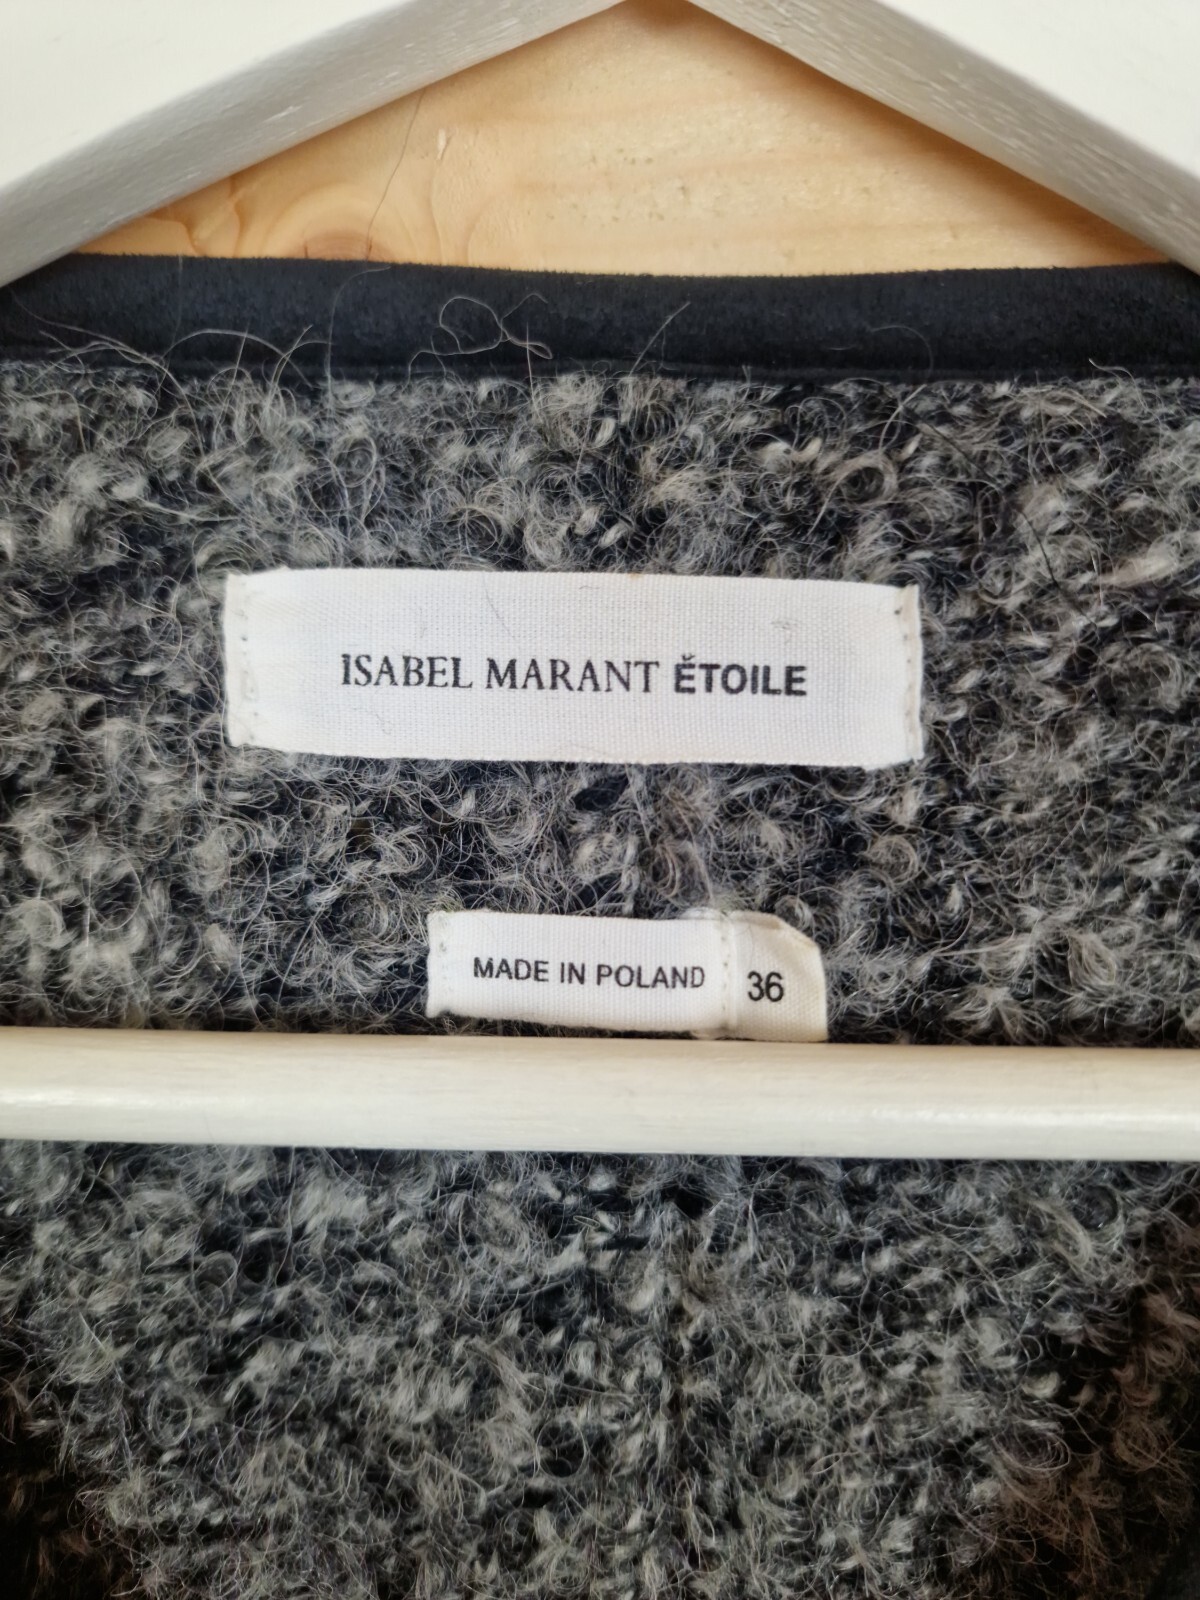 ISABEL MARANT ÉTOILE
MADE IN POLAND 36